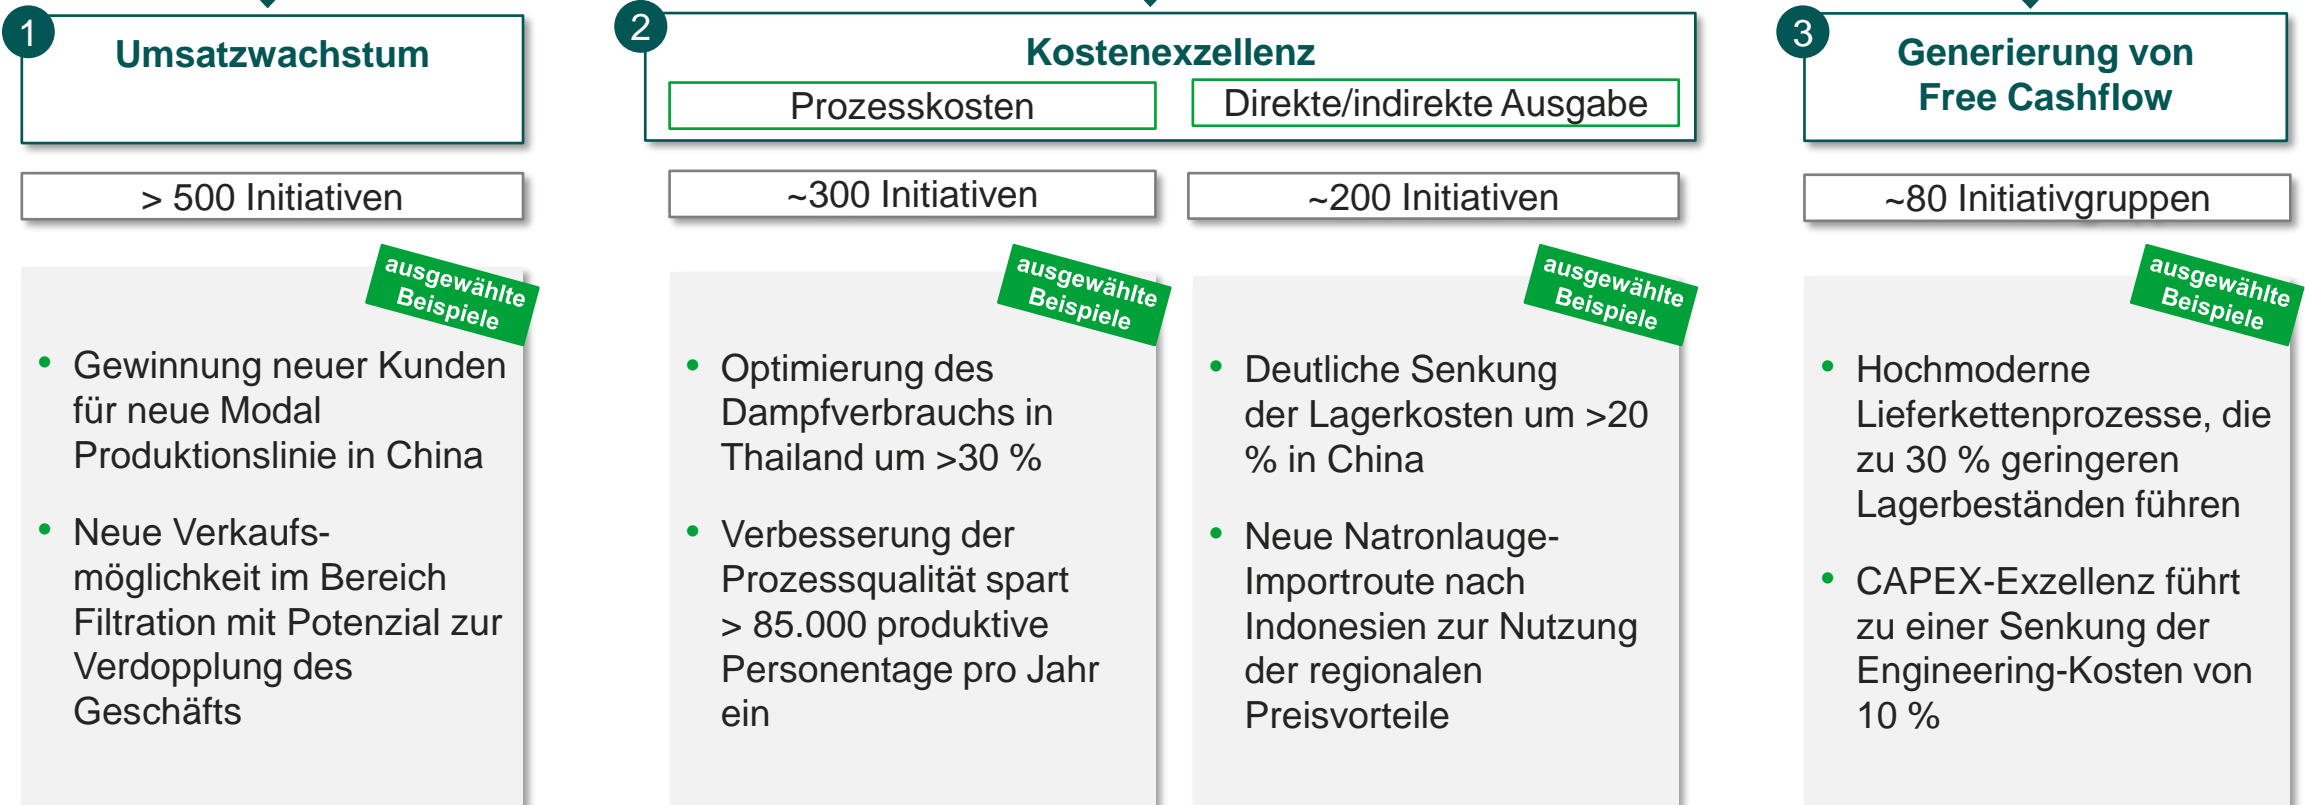 1
Umsatzwachstum
> 500 Initiativen
ausgewählte
Beispiele
• Gewinnung neuer Kunden
für neue Modal
Produktionslinie in China
• Neue Verkaufs-
möglichkeit im Bereich
Filtration mit Potenzial zur
Verdopplung des
Geschäfts
2
Kostenexzellenz
Prozesskosten
~300 Initiativen
ausgewählte
Beispiele
• Optimierung des
Dampfverbrauchs in
Thailand um >30 %
• Verbesserung der
Prozessqualität spart
> 85.000 produktive
Personentage pro Jahr
ein
Direkte/indirekte Ausgabe
~200 Initiativen
ausgewählte
Beispiele
• Deutliche Senkung
der Lagerkosten um >20
% in China
• Neue Natronlauge-
Importroute nach
Indonesien zur Nutzung
der regionalen
Preisvorteile
3
Generierung von
Free Cashflow
~80 Initiativgruppen
ausgewählte
Beispiele
• Hochmoderne
Lieferkettenprozesse, die
zu 30 % geringeren
Lagerbeständen führen
• CAPEX-Exzellenz führt
zu einer Senkung der
Engineering-Kosten von
10 %